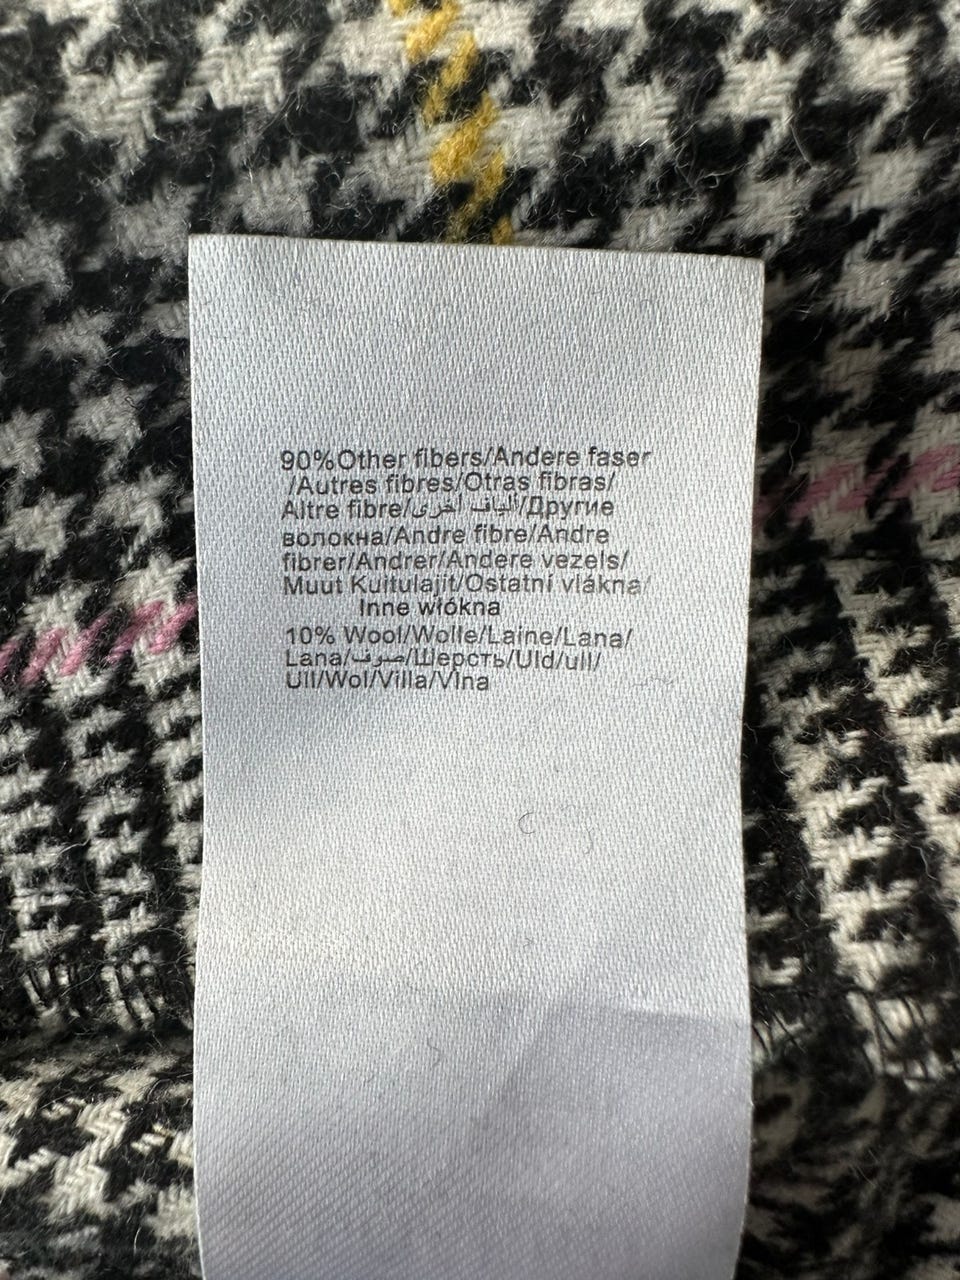 90%Other fibers/Andere faser
/Autres fibres/Otras fibras/
Altre fibre/ألياف أخرى/Другие
волокна/Andre fibre/Andre
fibrer/Andrer/Andere vezels/
Muut Kuitulajit/Ostatní vlákna/
Inne włókna
10% Wool/Wolle/Laine/Lana/
Lana/صوف/Шерсть/Uld/ull/
Ull/Wol/Villa/Vlna